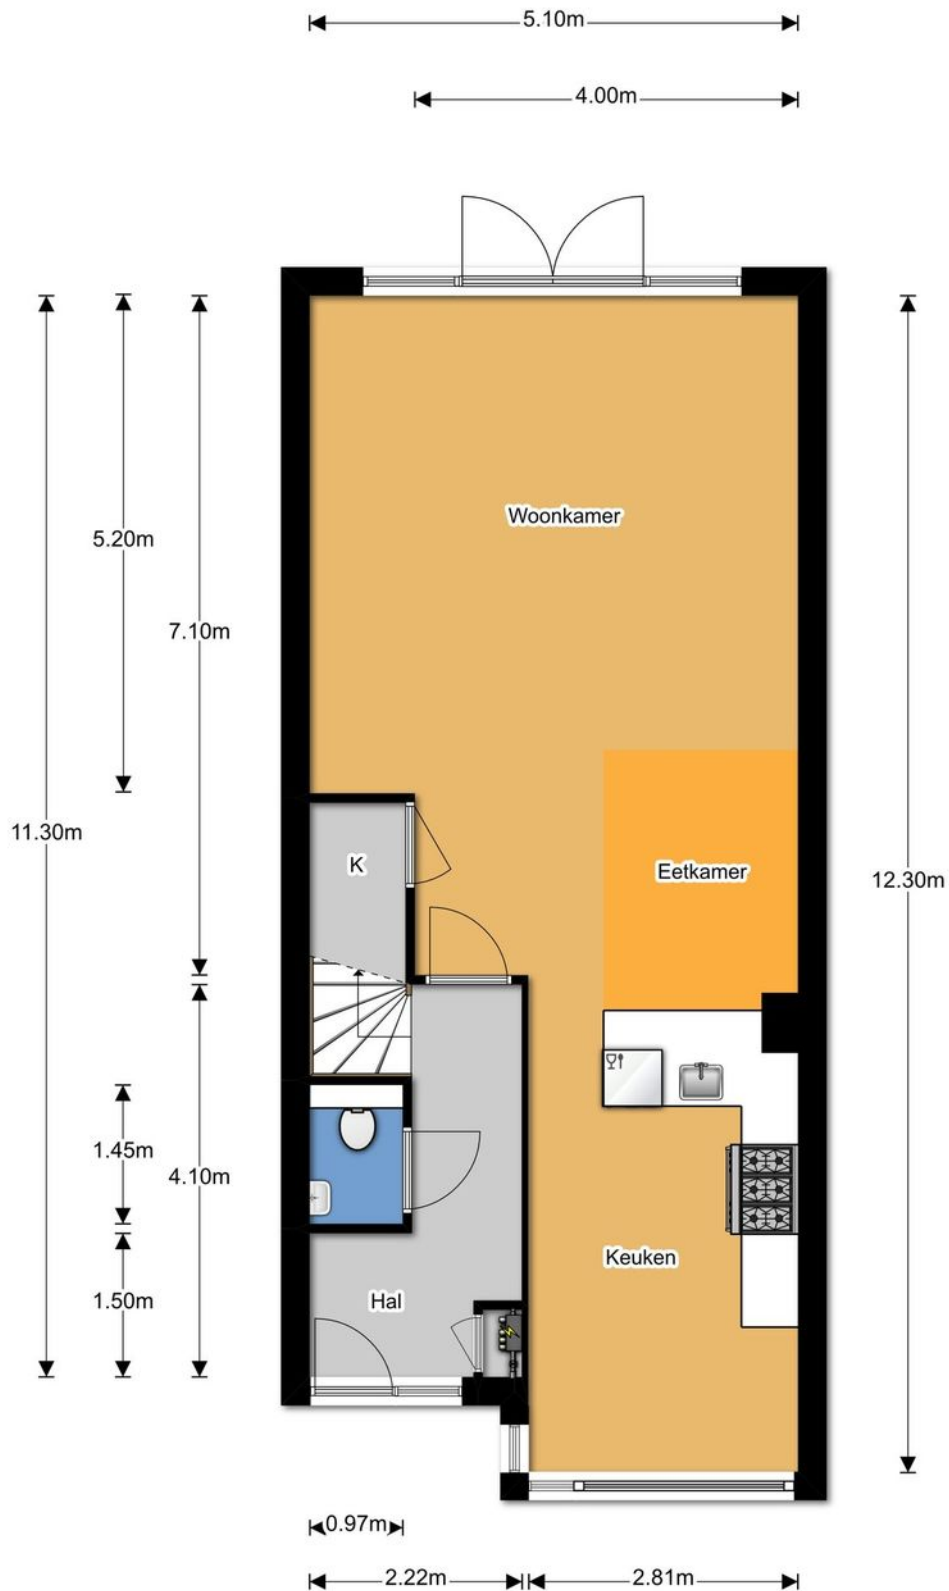 5.10m
4.00m
Woonkamer
5.20m
7.10m
11.30m
K
Eetkamer
12.30m
1.45m
4.10m
Keuken
1.50m
Hal
0.97m
2.22m
2.81m